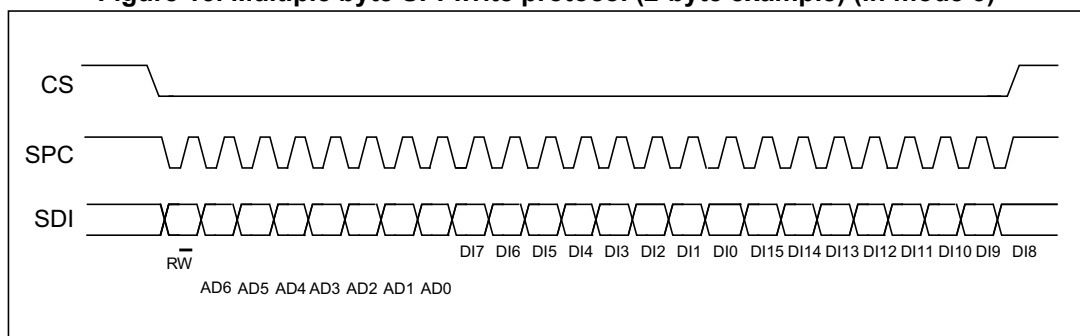 Figure 18. Multiple byte SPI write protocol (2-byte example) (in mode 3)
CS
SPC
SDI
DI7 DI6 DI5 DI4 DI3 DI2 DI1 DI0 DI15 DI14 DI13 DI12 DI11 DI10 DI9 DI8
RW
AD6 AD5 AD4 AD3 AD2 AD1 AD0